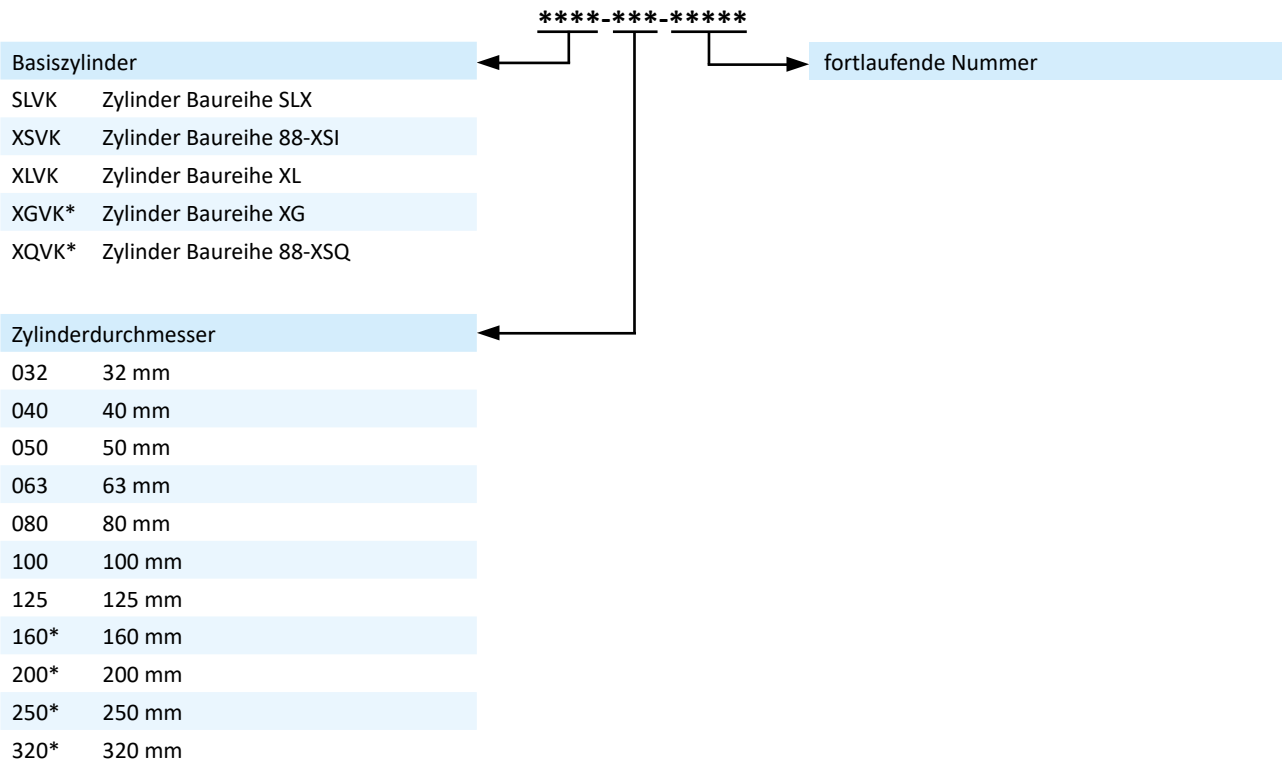 ****-***-*****
Basiszylinder
fortlaufende Nummer
SLVK Zylinder Baureihe SLX
XSVK Zylinder Baureihe 88-XSI
XLVK Zylinder Baureihe XL
XGVK* Zylinder Baureihe XG
XQVK* Zylinder Baureihe 88-XSQ
Zylinderdurchmesser
032 32 mm
040 40 mm
050 50 mm
063 63 mm
080 80 mm
100 100 mm
125 125 mm
160* 160 mm
200* 200 mm
250* 250 mm
320* 320 mm